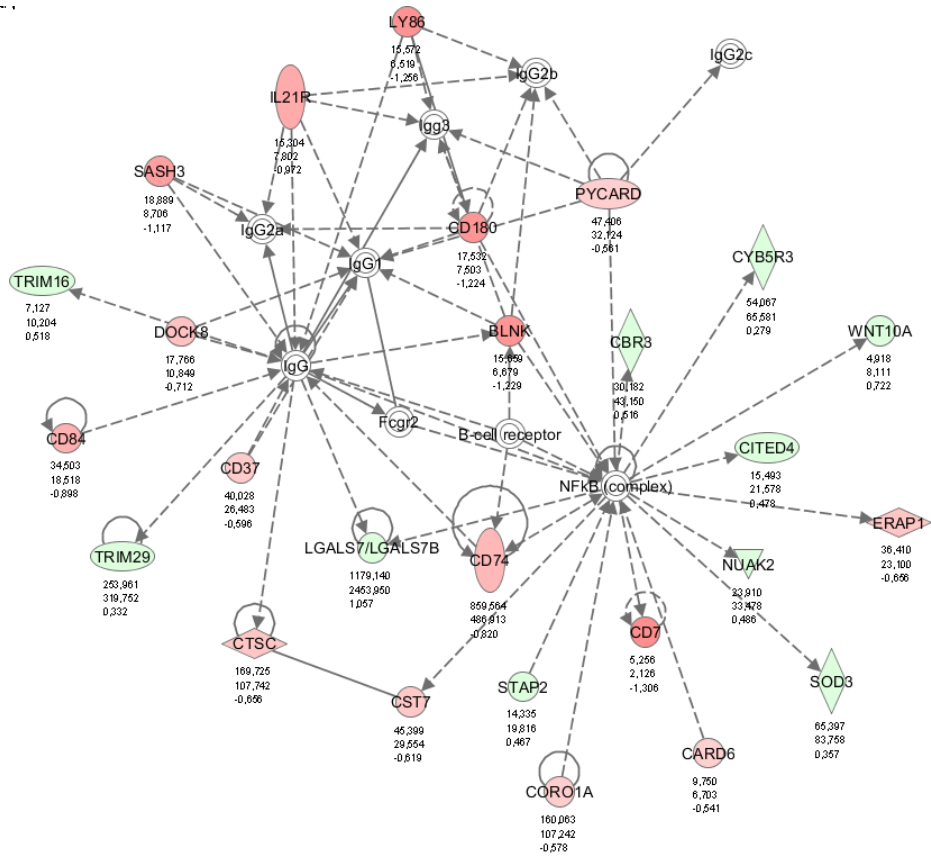 LY86
15,572
6,519
-1,256
IgG2c
IgG2b
IL21R
15,304
7,802
-0,972
Igg3
SASH3
18,889
8,706
-1,117
PYCARD
47,406
32,124
-0,561
IgG2a
CD180
17,532
7,503
-1,224
IgG1
CYB5R3
54,067
65,581
0,279
TRIM16
7,127
10,204
0,518
DOCK8
17,766
10,849
-0,712
BLNK
15,659
6,679
-1,229
CBR3
30,182
43,150
0,516
WNT10A
4,918
8,111
0,722
IgG
Fcgr2
B-cell receptor
CD84
34,503
18,518
-0,898
CD37
40,028
26,483
-0,596
NFkB (complex)
CITED4
15,493
21,578
0,478
ERAP1
36,410
23,100
-0,656
TRIM29
253,961
319,752
0,332
LGALS7/LGALS7B
1179,140
2453,950
1,057
CD74
859,564
486,913
-0,820
NUAK2
23,910
33,478
0,486
CTSC
169,725
107,742
-0,656
CD7
5,256
2,126
-1,306
CST7
45,399
29,554
-0,619
STAP2
14,335
19,816
0,467
SOD3
65,397
83,758
0,357
CARD6
9,750
6,703
-0,541
CORO1A
160,063
107,242
-0,578